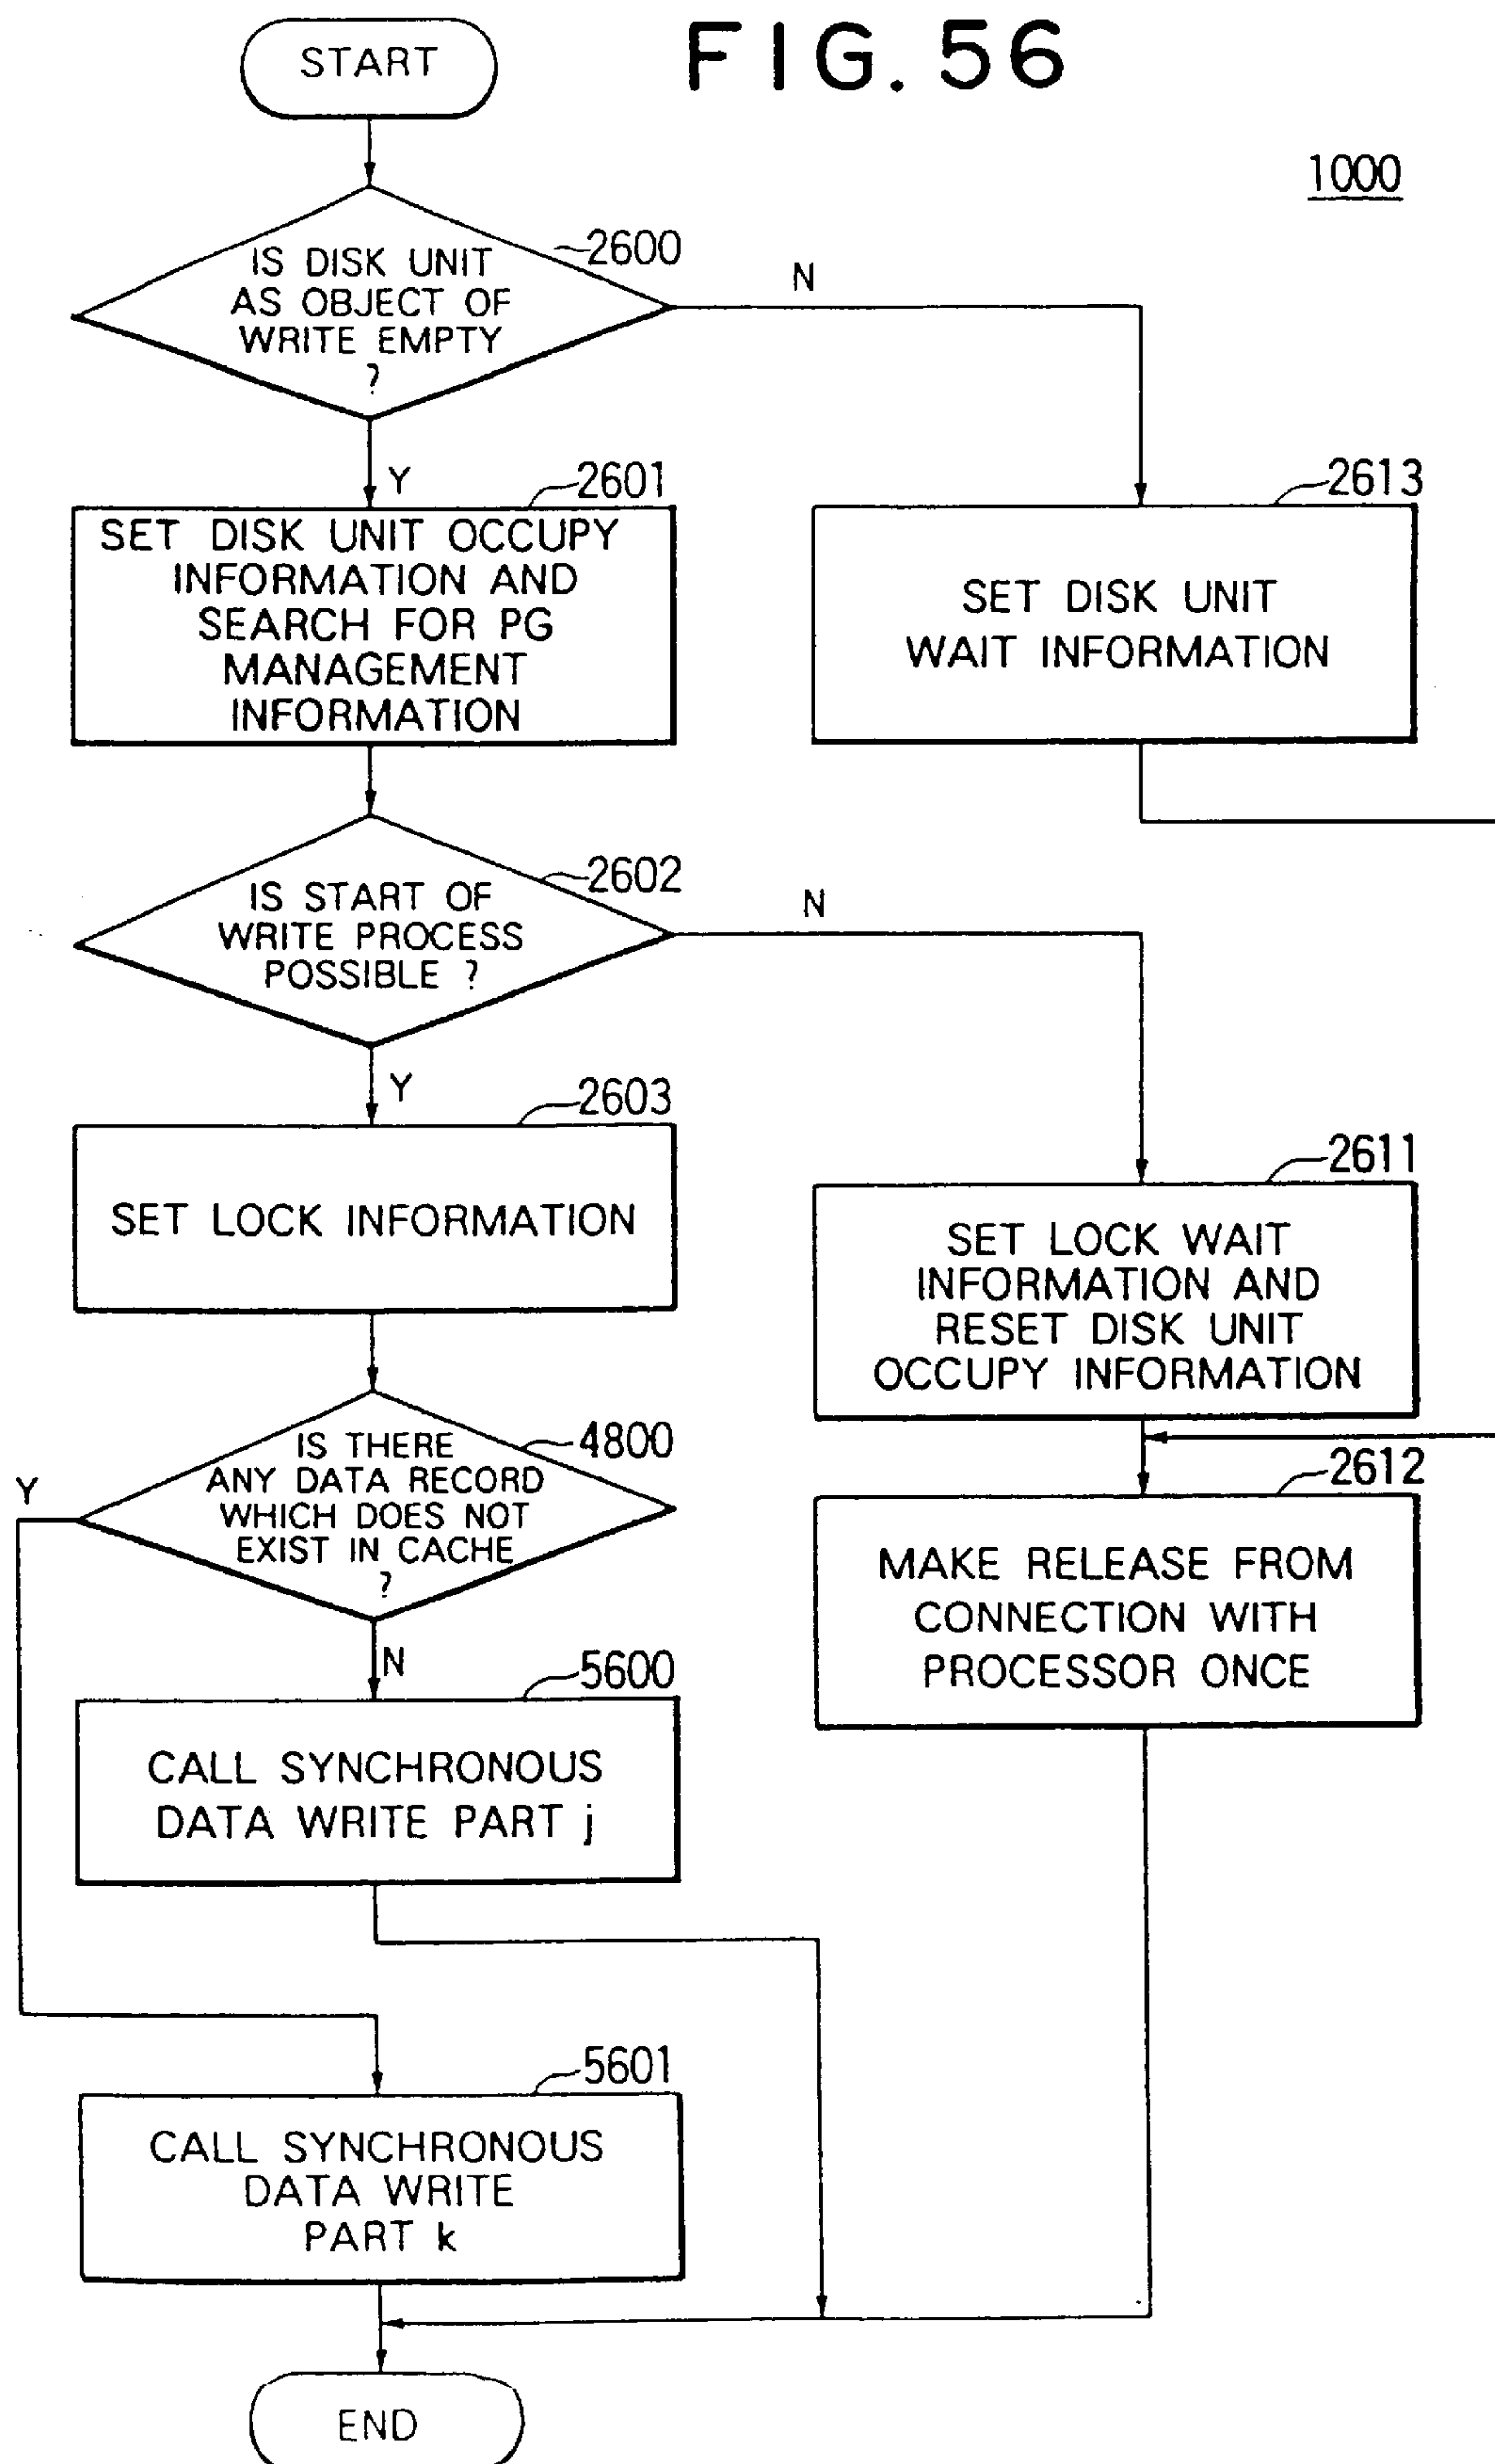 FIG. 56
1000
START
2600
IS DISK UNIT
AS OBJECT OF
WRITE EMPTY
?
N
Y
2601
SET DISK UNIT OCCUPY
INFORMATION AND
SEARCH FOR PG
MANAGEMENT
INFORMATION
2613
SET DISK UNIT
WAIT INFORMATION
2602
IS START OF
WRITE PROCESS
POSSIBLE ?
N
Y
2603
SET LOCK INFORMATION
2611
SET LOCK WAIT
INFORMATION AND
RESET DISK UNIT
OCCUPY INFORMATION
4800
IS THERE
ANY DATA RECORD
WHICH DOES NOT
EXIST IN CACHE
?
Y
N
2612
MAKE RELEASE FROM
CONNECTION WITH
PROCESSOR ONCE
5600
CALL SYNCHRONOUS
DATA WRITE PART j
5601
CALL SYNCHRONOUS
DATA WRITE
PART k
END